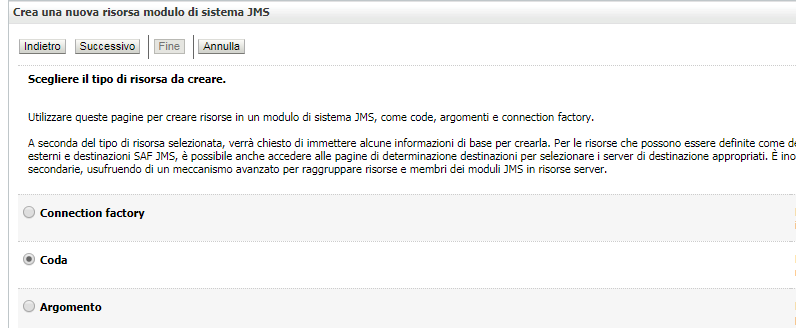 Crea una nuova risorsa modulo di sistema JMS
Indietro Successivo Fine Annulla
Scegliere il tipo di risorsa da creare.
Utilizzare queste pagine per creare risorse in un modulo di sistema JMS, come code, argomenti e connection factory.
A seconda del tipo di risorsa selezionata, verrà chiesto di immettere alcune informazioni di base per crearla. Per le risorse che possono essere definite come
esterni e destinazioni SAF JMS, è possibile anche accedere alle pagine di determinazione destinazioni per selezionare i server di destinazione appropriati. È
secondarie, usufruendo di un meccanismo avanzato per raggruppare risorse e membri dei moduli JMS in risorse server.
Connection factory
Coda
Argomento